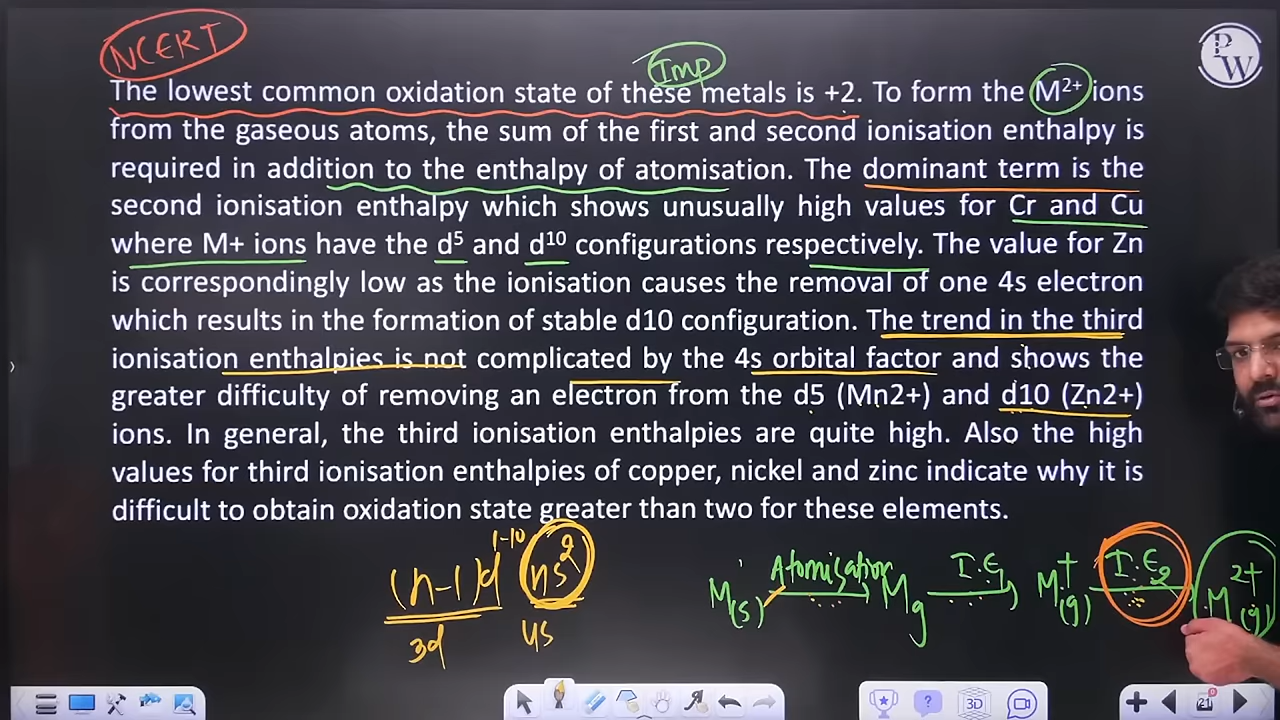 NCERT
Imp
PW
The lowest common oxidation state of these metals is +2. To form the M²⁺ ions
from the gaseous atoms, the sum of the first and second ionisation enthalpy is
required in addition to the enthalpy of atomisation. The dominant term is the
second ionisation enthalpy which shows unusually high values for Cr and Cu
where M+ ions have the d⁵ and d¹⁰ configurations respectively. The value for Zn
is correspondingly low as the ionisation causes the removal of one 4s electron
which results in the formation of stable d10 configuration. The trend in the third
ionisation enthalpies is not complicated by the 4s orbital factor and shows the
greater difficulty of removing an electron from the d5 (Mn2+) and d10 (Zn2+)
ions. In general, the third ionisation enthalpies are quite high. Also the high
values for third ionisation enthalpies of copper, nickel and zinc indicate why it is
difficult to obtain oxidation state greater than two for these elements.
(n-1)d¹⁻¹⁰ ns²
3d 4s
M(s) Atomisation Mg I.E₁ M⁺(g) I.E₂ M²⁺(g)
3D
21